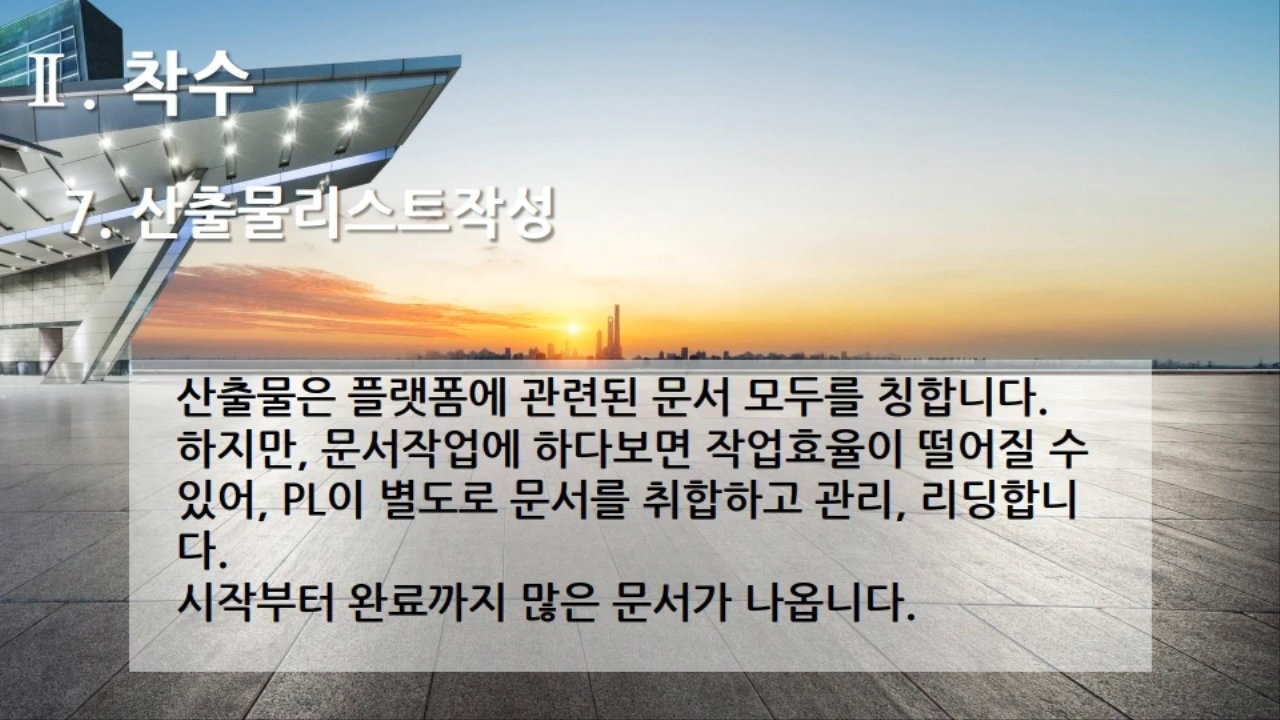 Ⅱ. 착수
7. 산출물리스트작성
산출물은 플랫폼에 관련된 문서 모두를 칭합니다.
하지만, 문서작업에 하다보면 작업효율이 떨어질 수
있어, PL이 별도로 문서를 취합하고 관리, 리딩합니
다.
시작부터 완료까지 많은 문서가 나옵니다.